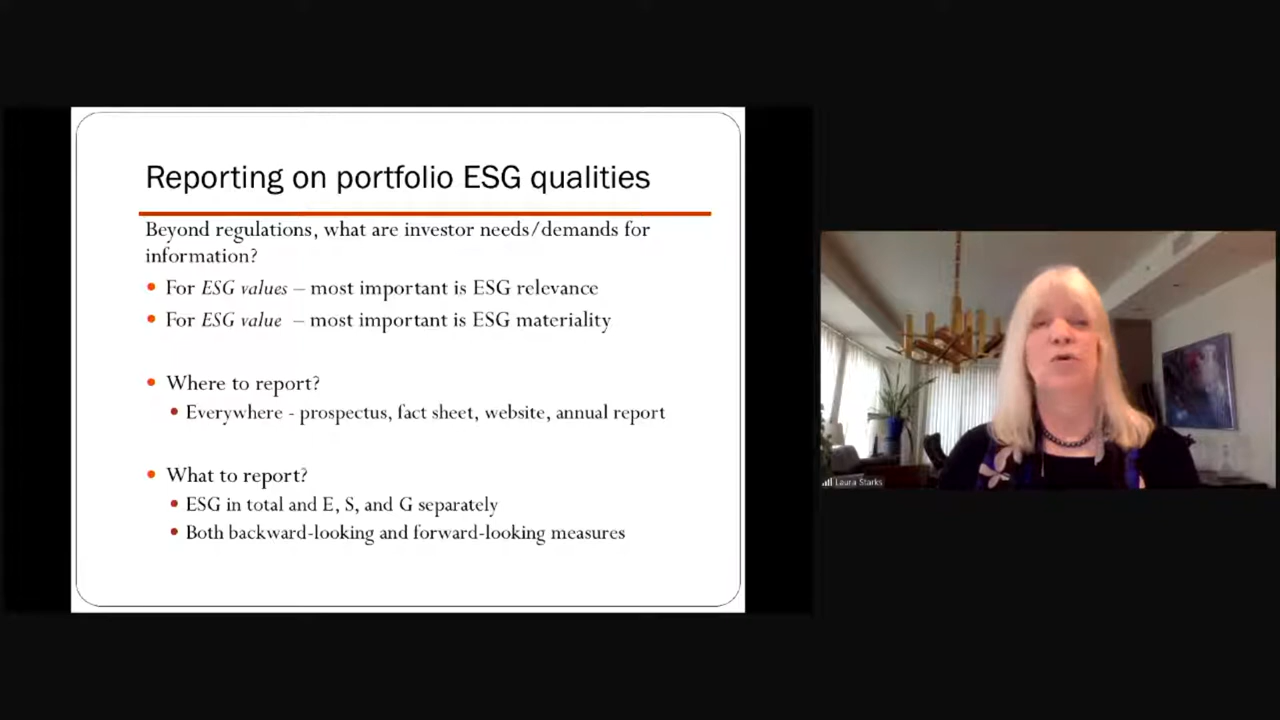 Reporting on portfolio ESG qualities
Beyond regulations, what are investor needs/demands for
information?
• For ESG values – most important is ESG relevance
• For ESG value – most important is ESG materiality
• Where to report?
• Everywhere - prospectus, fact sheet, website, annual report
• What to report?
• ESG in total and E, S, and G separately
• Both backward-looking and forward-looking measures
Laura Starks